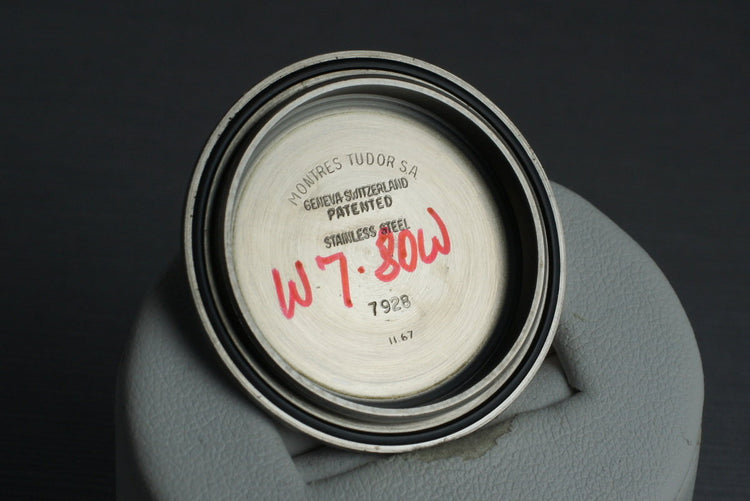 MONTRES TUDOR S.A.
GENEVA-SWITZERLAND
PATENTED
STAINLESS STEEL
W7.80W
7928
II.67